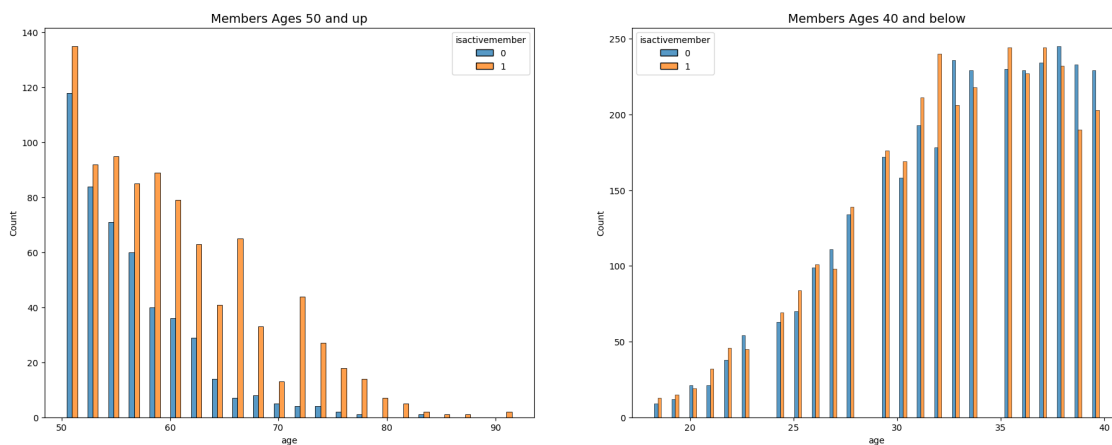 Members Ages 50 and up
isactivemember
0
1
140
120
100
80
60
40
20
0
Count
50 60 70 80 90
age
Members Ages 40 and below
isactivemember
0
1
250
200
150
100
50
0
Count
20 25 30 35 40
age